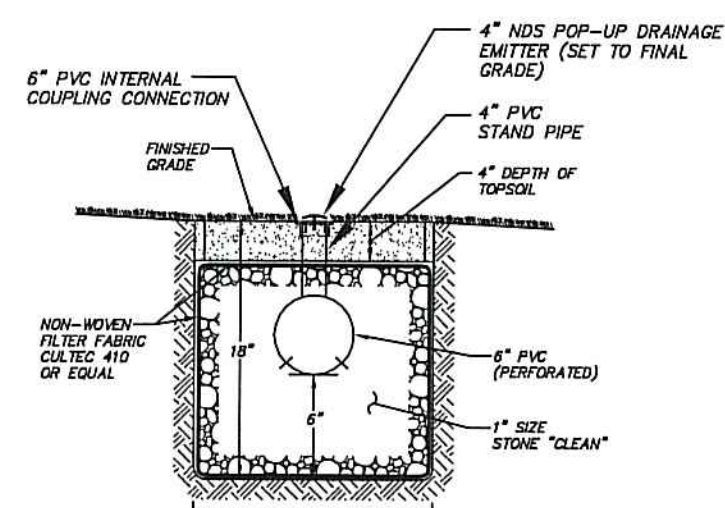 4" NDS POP-UP DRAINAGE
EMITTER (SET TO FINAL
GRADE)
6" PVC INTERNAL
COUPLING CONNECTION
4" PVC
STAND PIPE
FINISHED
GRADE
4" DEPTH OF
TOPSOIL
NON-WOVEN
FILTER FABRIC
CULTEC 410
OR EQUAL
18"
6" PVC
(PERFORATED)
6"
1" SIZE
STONE "CLEAN"